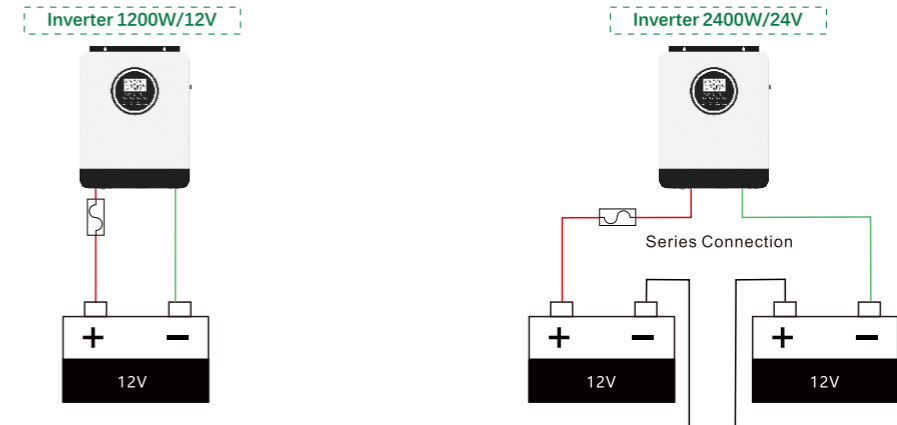 Inverter 1200W/12V
+ −
12V
Inverter 2400W/24V
Series Connection
+ −
12V
+ −
12V